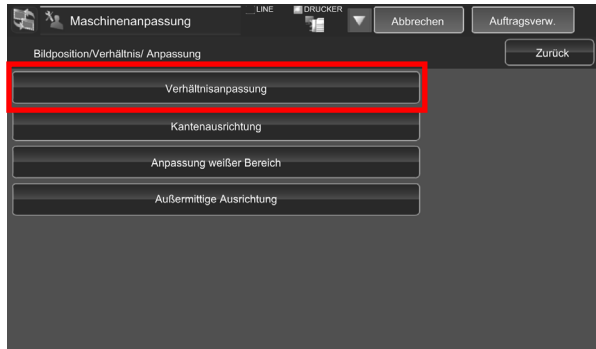 Maschinenanpassung
LINE
DRUCKER
Abbrechen
Auftragsverw.
Bildposition/Verhältnis/ Anpassung
Zurück
Verhältnisanpassung
Kantenausrichtung
Anpassung weißer Bereich
Außermittige Ausrichtung